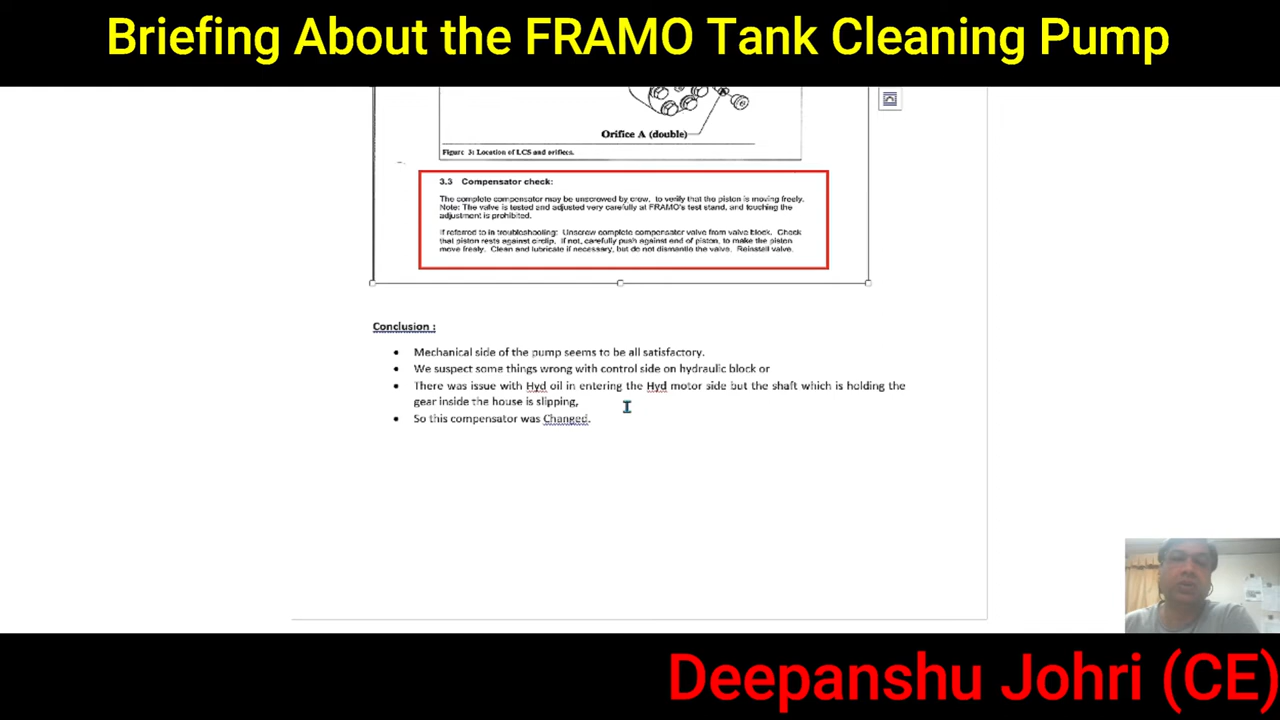 Briefing About the FRAMO Tank Cleaning Pump
Orifice A (double)
Figure 3: Location of LCS and orifices.
3.3 Compensator check:
The complete compensator may be unscrewed by crew, to verify that the piston is moving freely.
Note: The valve is tested and adjusted very carefully at FRAMO's test stand, and touching the
adjustment is prohibited.
If referred to in troubleshooting: Unscrew complete compensator valve from valve block. Check
that piston rests against circlip. If not, carefully push against end of piston, to make the piston
move freely. Clean and lubricate if necessary, but do not dismantle the valve. Reinstall valve.
Conclusion :
• Mechanical side of the pump seems to be all satisfactory.
• We suspect some things wrong with control side on hydraulic block or
• There was issue with Hyd oil in entering the Hyd motor side but the shaft which is holding the
gear inside the house is slipping,
• So this compensator was Changed.
Deepanshu Johri (CE)